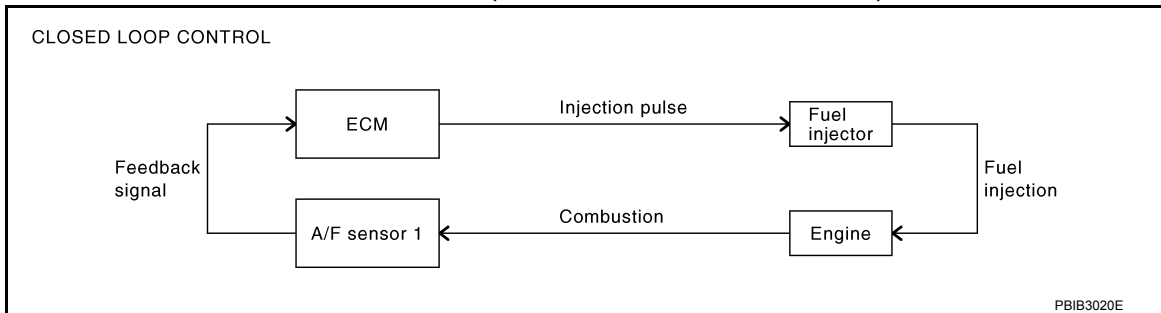 CLOSED LOOP CONTROL
ECM
Injection pulse
Fuel
injector
Feedback
signal
Fuel
injection
A/F sensor 1
Combustion
Engine
PBIB3020E